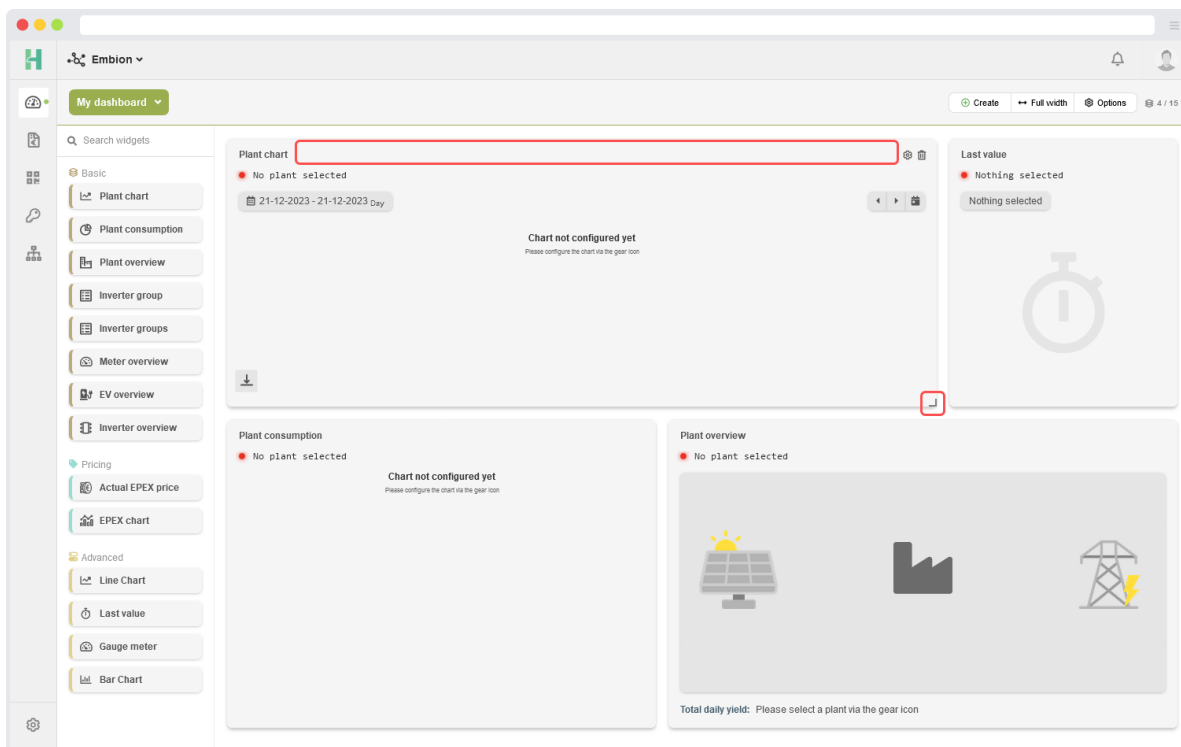 Embion
My dashboard
Create
Full width
Options
4 / 15
Search widgets
Basic
Plant chart
Plant consumption
Plant overview
Inverter group
Inverter groups
Meter overview
EV overview
Inverter overview
Pricing
Actual EPEX price
EPEX chart
Advanced
Line Chart
Last value
Gauge meter
Bar Chart
Plant chart
No plant selected
21-12-2023 - 21-12-2023 Day
Chart not configured yet
Please configure the chart via the gear icon
Last value
Nothing selected
Nothing selected
Plant consumption
No plant selected
Chart not configured yet
Please configure the chart via the gear icon
Plant overview
No plant selected
Total daily yield: Please select a plant via the gear icon